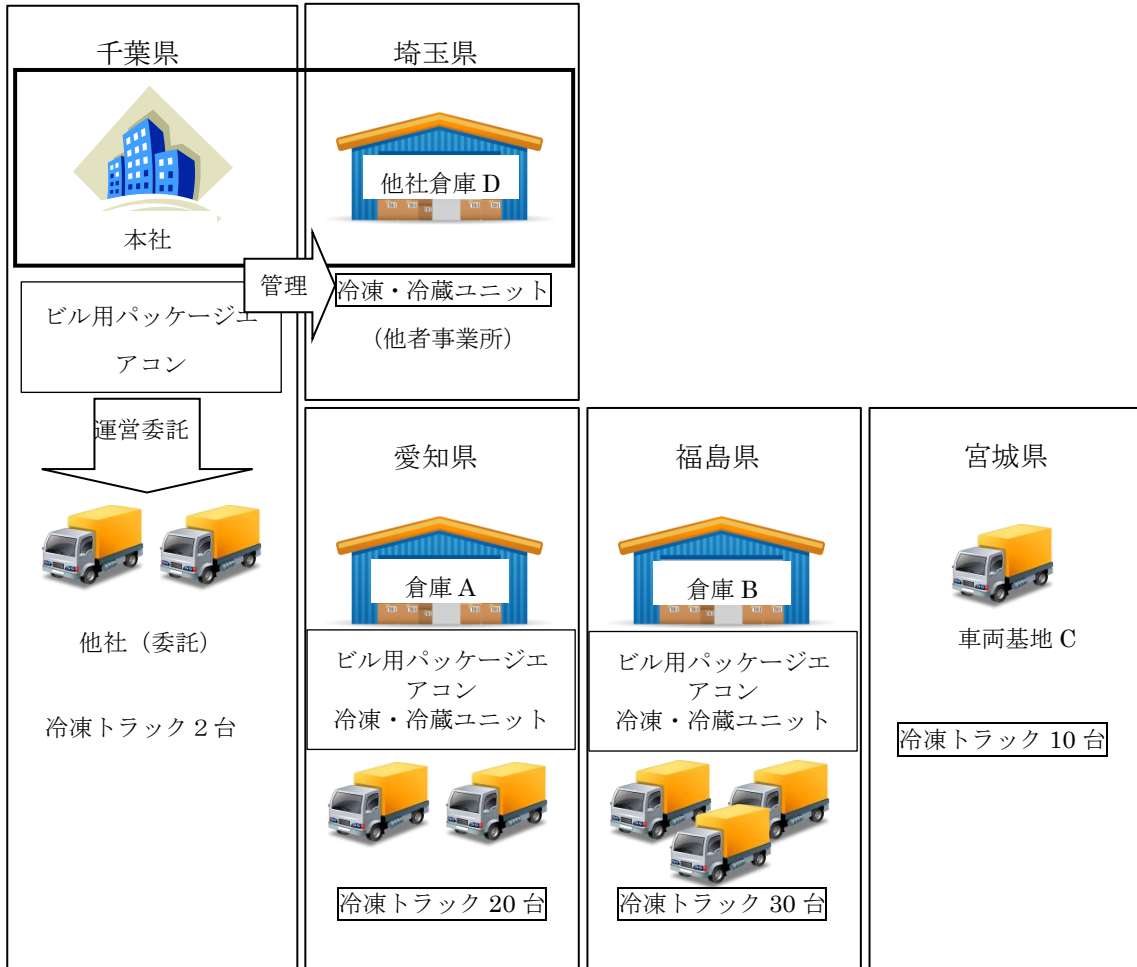 千葉県
本社
ビル用パッケージエ
アコン
運営委託
他社（委託）
冷凍トラック２台
埼玉県
他社倉庫 D
管理
冷凍・冷蔵ユニット
（他者事業所）
愛知県
倉庫 A
ビル用パッケージエ
アコン
冷凍・冷蔵ユニット
冷凍トラック 20 台
福島県
倉庫 B
ビル用パッケージエ
アコン
冷凍・冷蔵ユニット
冷凍トラック 30 台
宮城県
車両基地 C
冷凍トラック 10 台